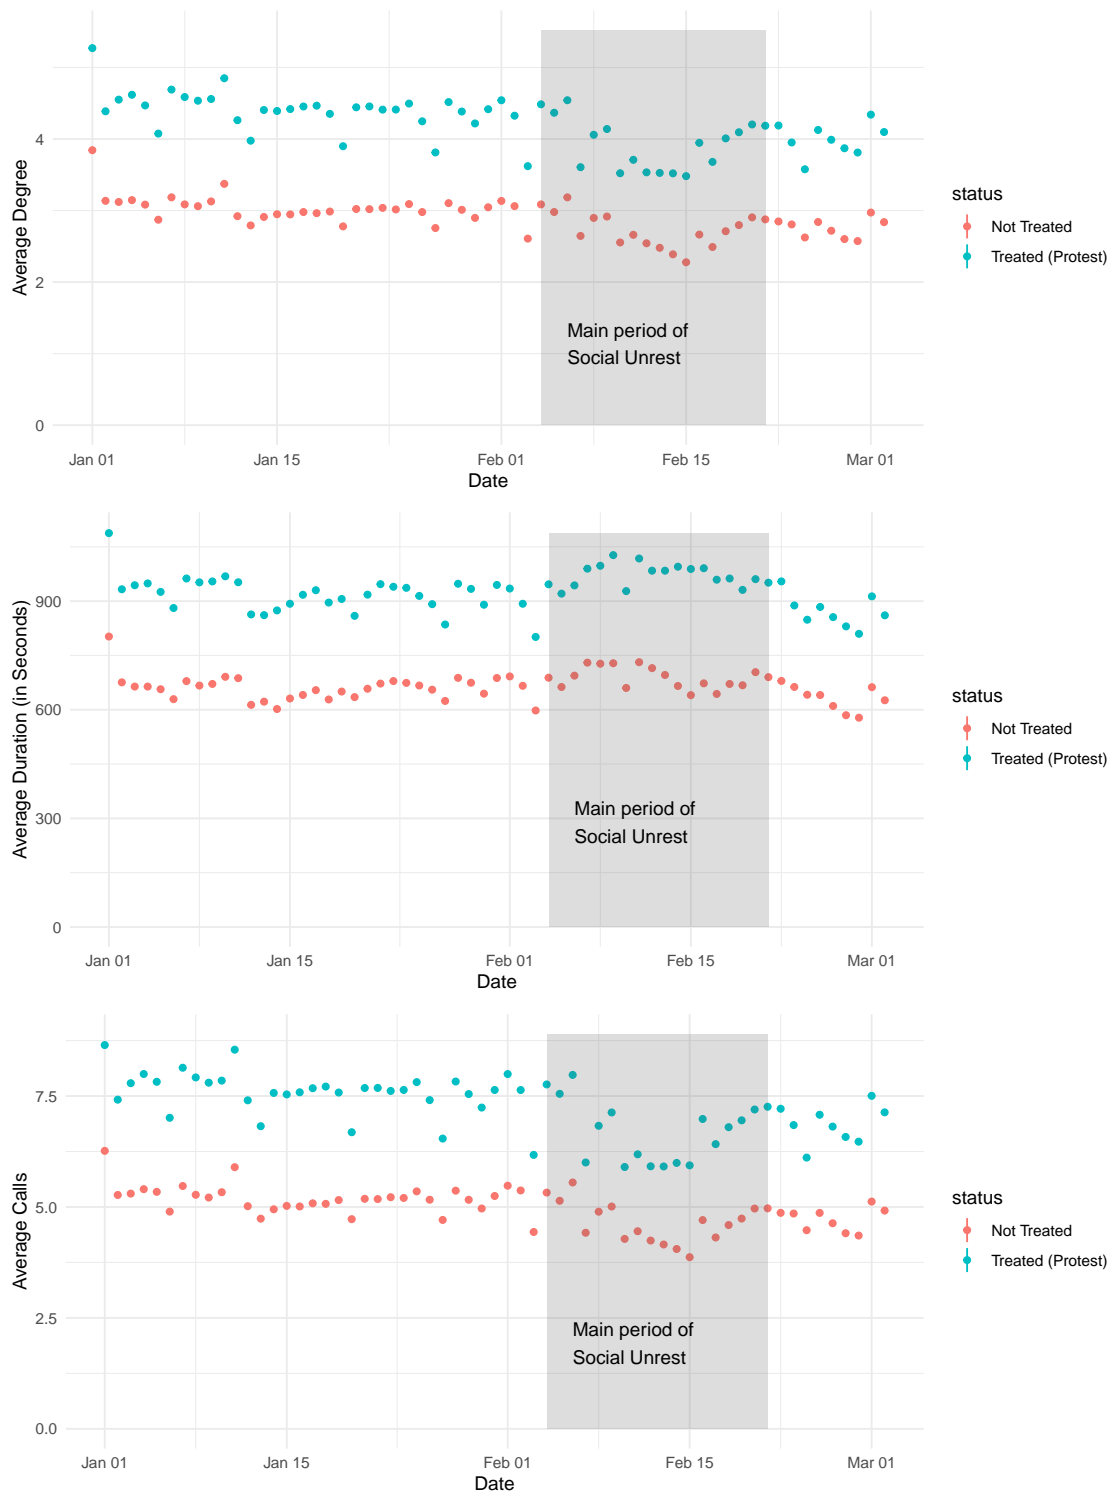 Average Degree
4
2
0
Main period of
Social Unrest
Jan 01
Jan 15
Feb 01
Feb 15
Mar 01
Date
status
Not Treated
Treated (Protest)
Average Duration (in Seconds)
900
600
300
0
Main period of
Social Unrest
Jan 01
Jan 15
Feb 01
Feb 15
Mar 01
Date
status
Not Treated
Treated (Protest)
Average Calls
7.5
5.0
2.5
0.0
Main period of
Social Unrest
Jan 01
Jan 15
Feb 01
Feb 15
Mar 01
Date
status
Not Treated
Treated (Protest)